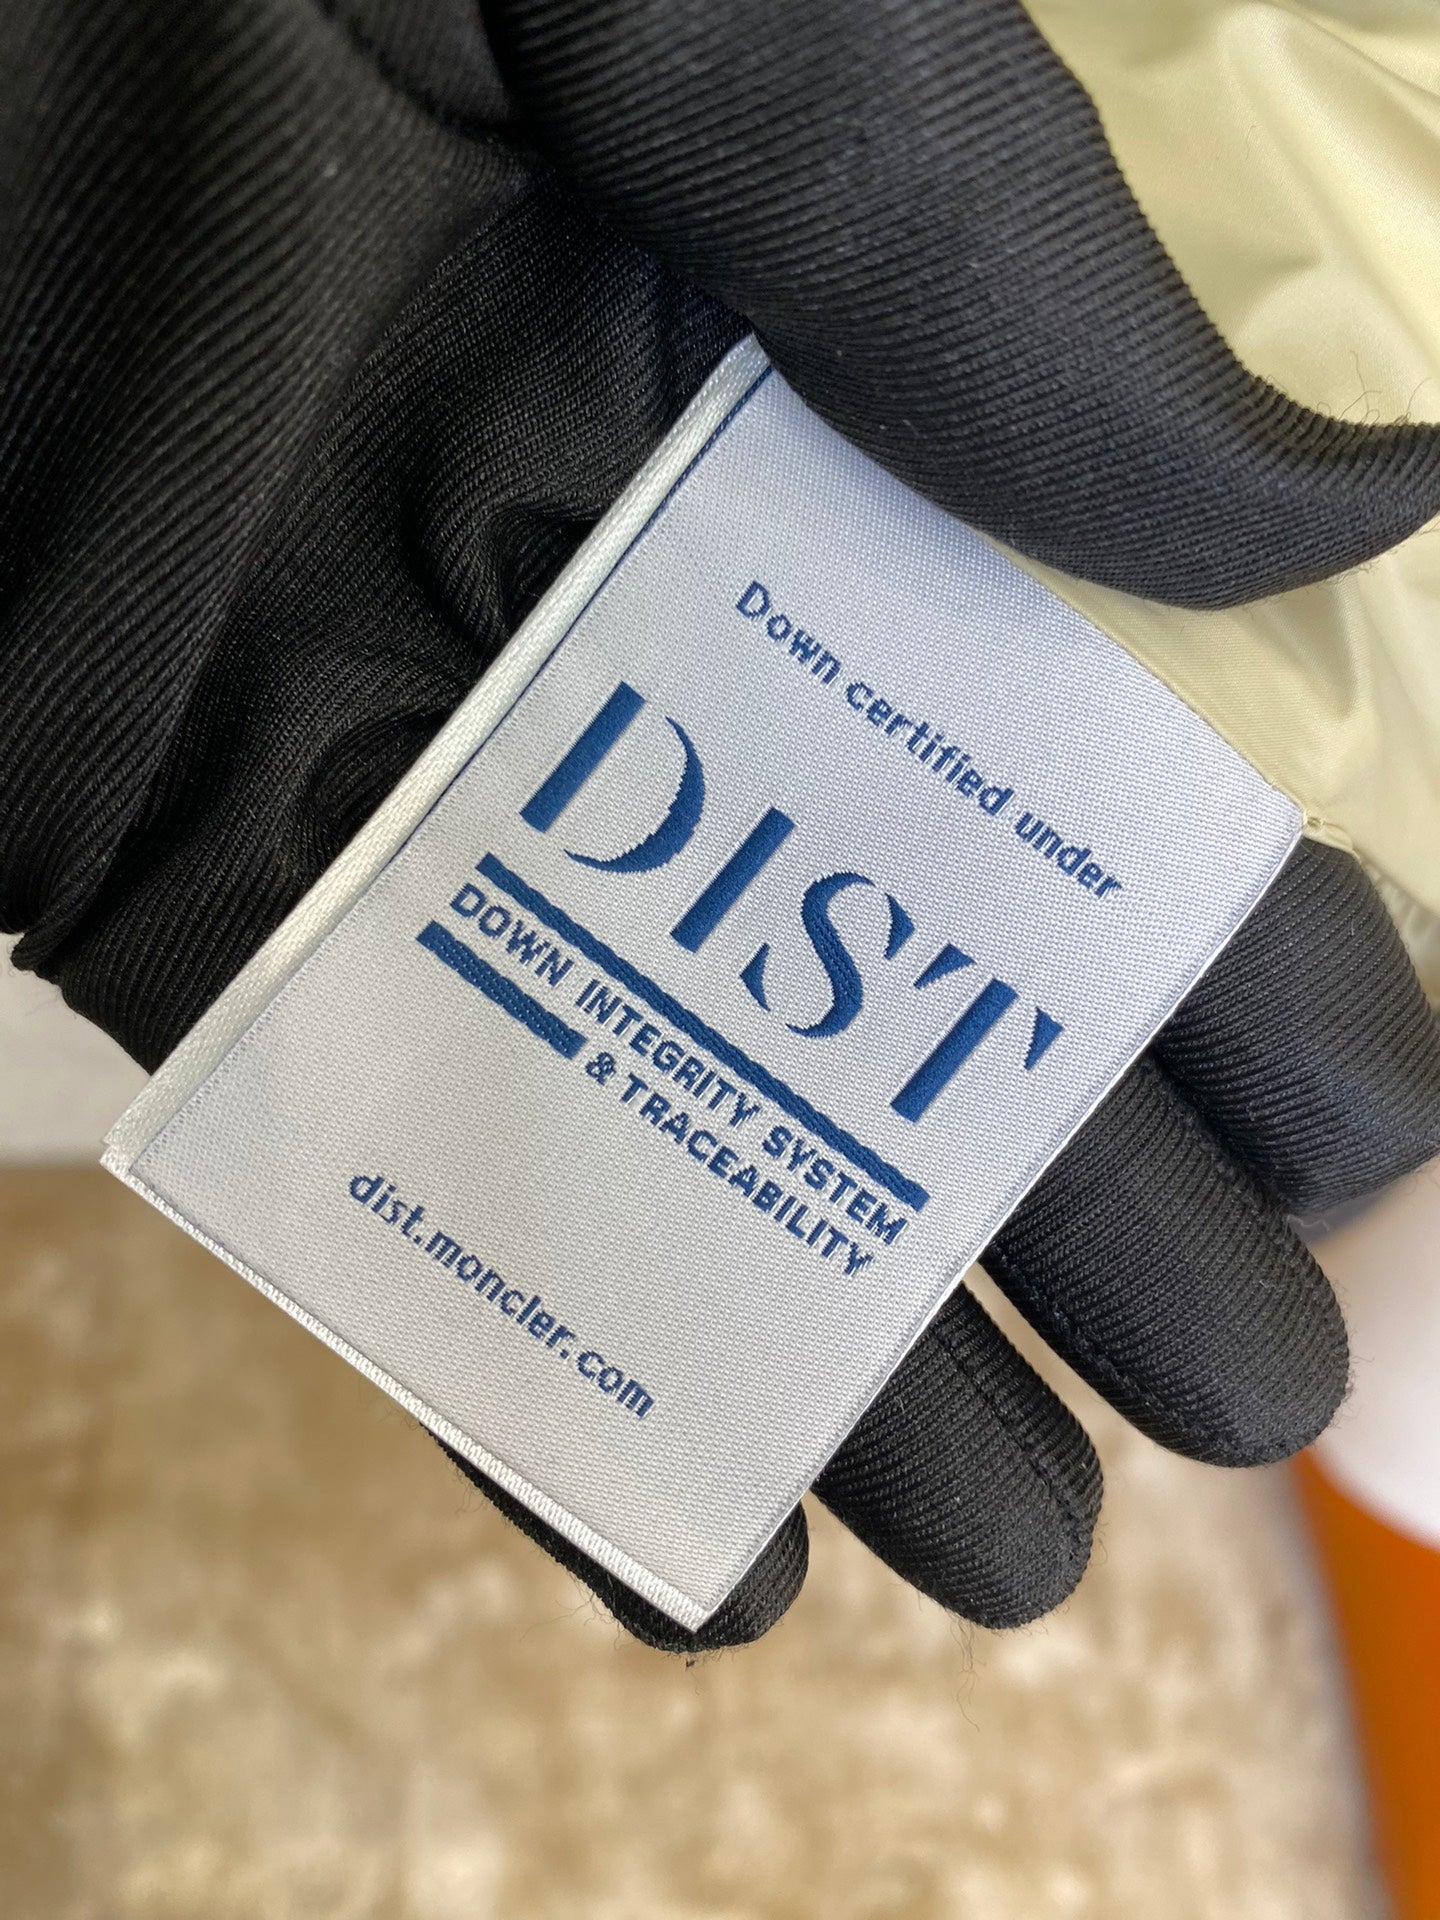 Down certified under
DIST
DOWN INTEGRITY SYSTEM
& TRACEABILITY
dist.moncler.com